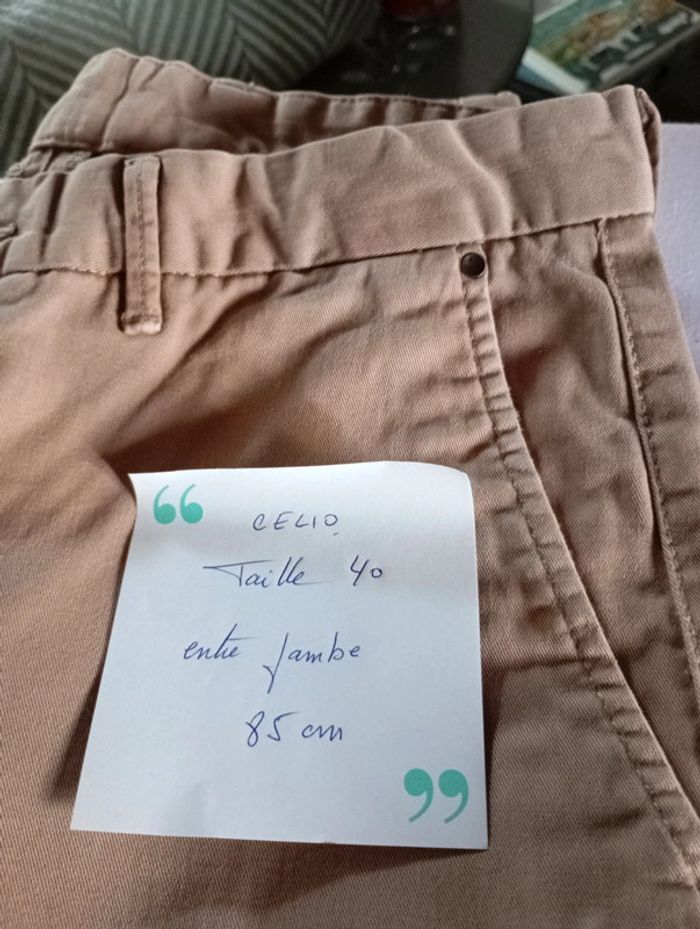 “
CELIO.
Taille 40
entre jambe
85 cm
”